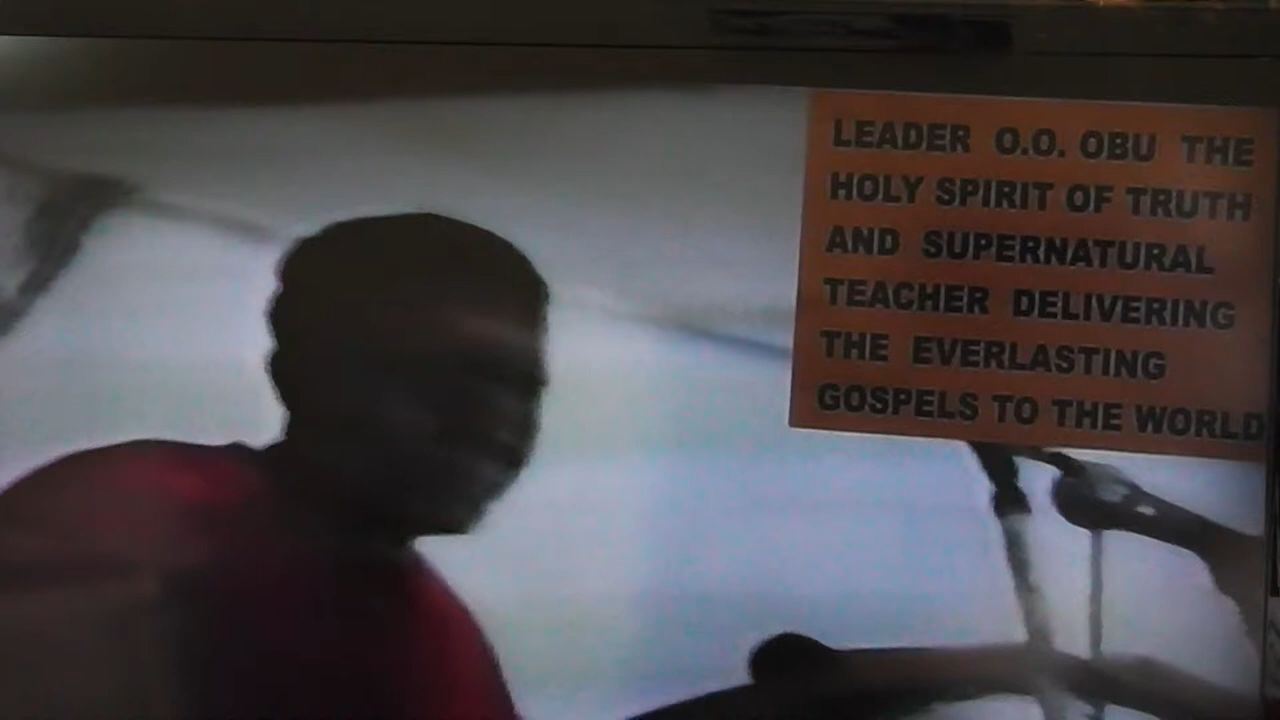 LEADER O.O. OBU THE
HOLY SPIRIT OF TRUTH
AND SUPERNATURAL
TEACHER DELIVERING
THE EVERLASTING
GOSPELS TO THE WORLD